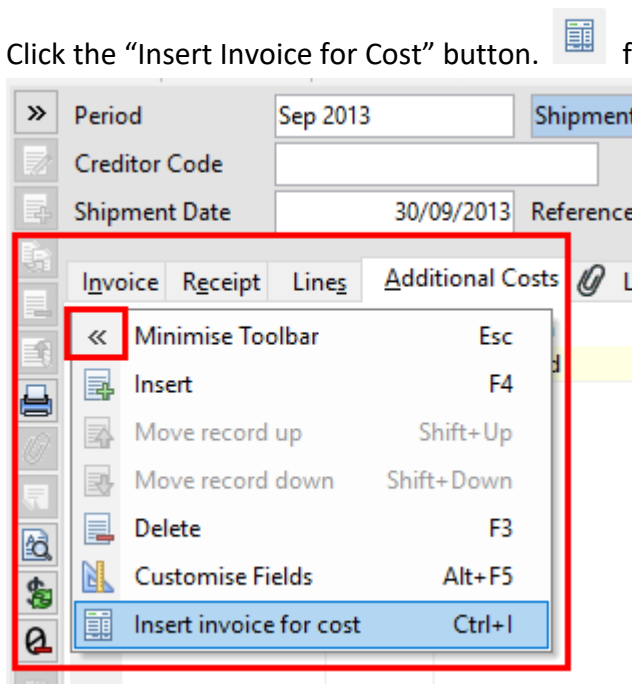 Click the “Insert Invoice for Cost” button. f
» Period Sep 2013 Shipment
Creditor Code
Shipment Date 30/09/2013 Reference
Invoice Receipt Lines Additional Costs L
« Minimise Toolbar Esc
d
Insert F4
Move record up Shift+Up
Move record down Shift+Down
Delete F3
Customise Fields Alt+F5
Insert invoice for cost Ctrl+I